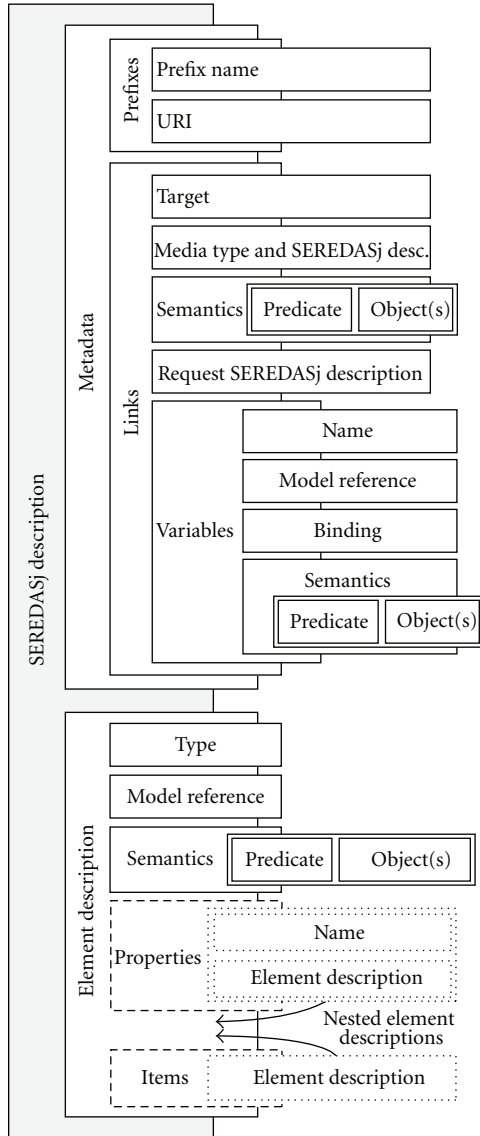 SEREDASj description
Metadata
Prefixes
Prefix name
URI
Links
Target
Media type and SEREDASj desc.
Semantics
Predicate
Object(s)
Request SEREDASj description
Variables
Name
Model reference
Binding
Semantics
Predicate
Object(s)
Element description
Type
Model reference
Semantics
Predicate
Object(s)
Properties
Name
Element description
Nested element
descriptions
Items
Element description